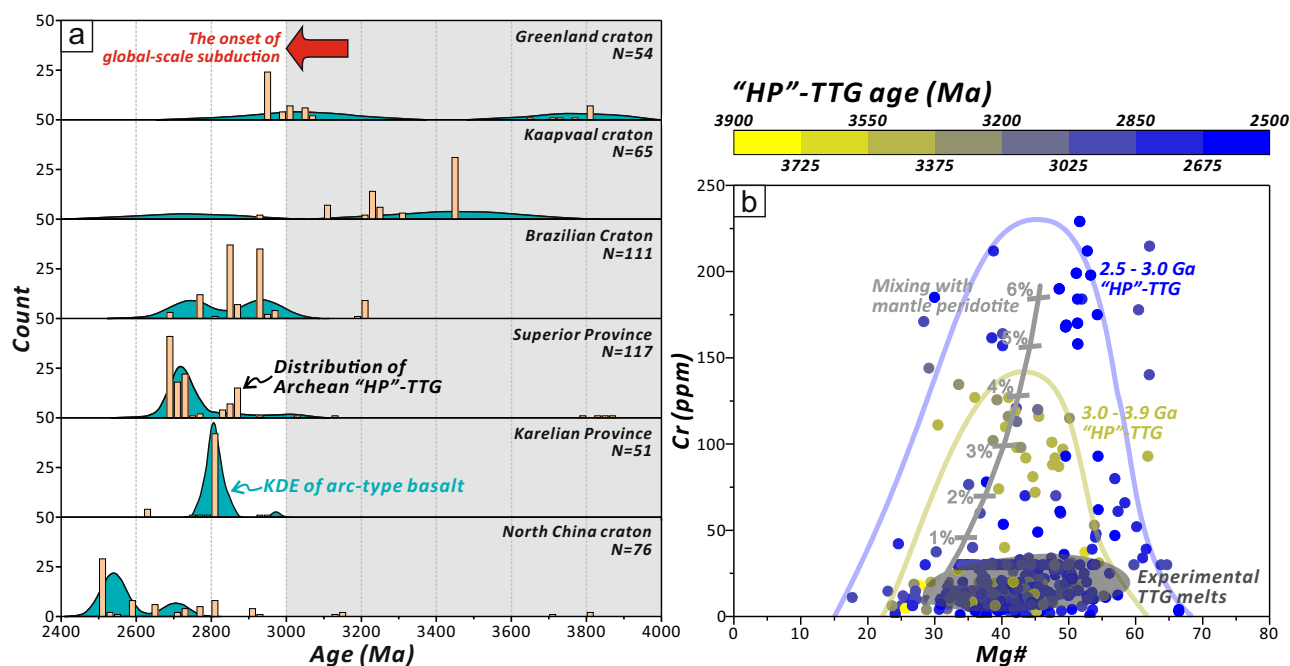 a
The onset of
global-scale subduction
Greenland craton
N=54
Kaapvaal craton
N=65
Brazilian Craton
N=111
Superior Province
N=117
Distribution of
Archean “HP”-TTG
Karelian Province
N=51
KDE of arc-type basalt
North China craton
N=76
50
25
50
25
50
25
50
25
50
25
50
25
0
Count
2400 2600 2800 3000 3200 3400 3600 3800 4000
Age (Ma)
“HP”-TTG age (Ma)
3900 3550 3200 2850 2500
3725 3375 3025 2675
b
250
200
150
100
50
0
Cr (ppm)
Mixing with
mantle peridotite
6%
5%
4%
3%
2%
1%
2.5 - 3.0 Ga
“HP”-TTG
3.0 - 3.9 Ga
“HP”-TTG
Experimental
TTG melts
0 10 20 30 40 50 60 70 80
Mg#